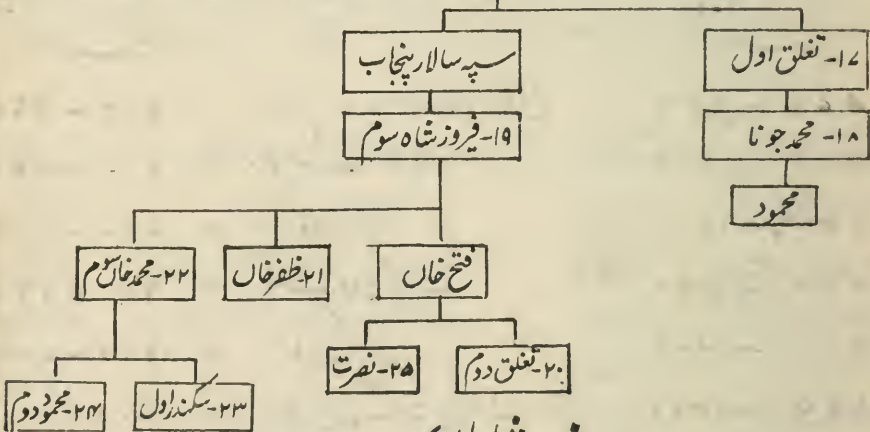 ۱۷- تغلق اول
سپہ سالار پنجاب
۱۸- محمد جونا
۱۹- فیروز شاہ سوم
محمود
فتح خاں
۲۱- ظفر خاں
۲۲- محمد خاں سوم
۲۰- تغلق دوم
۲۵- نصرت
۲۳- سکندر اول
۲۴- محمود دوم